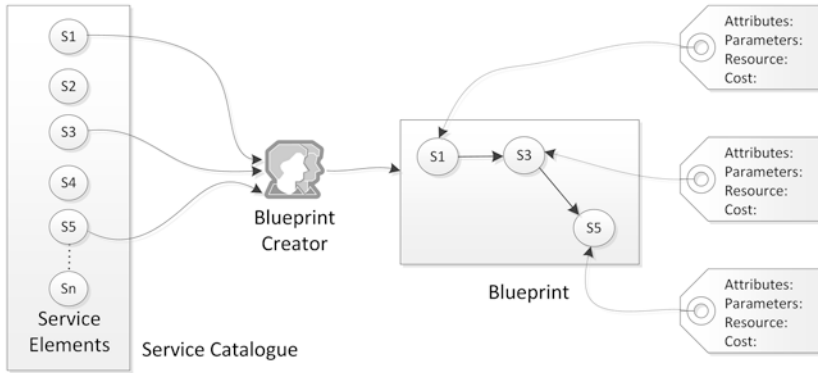 S1
S2
S3
S4
S5
Sn
Service
Elements
Service Catalogue
Blueprint
Creator
S1
S3
S5
Blueprint
Attributes:
Parameters:
Resource:
Cost:
Attributes:
Parameters:
Resource:
Cost:
Attributes:
Parameters:
Resource:
Cost: